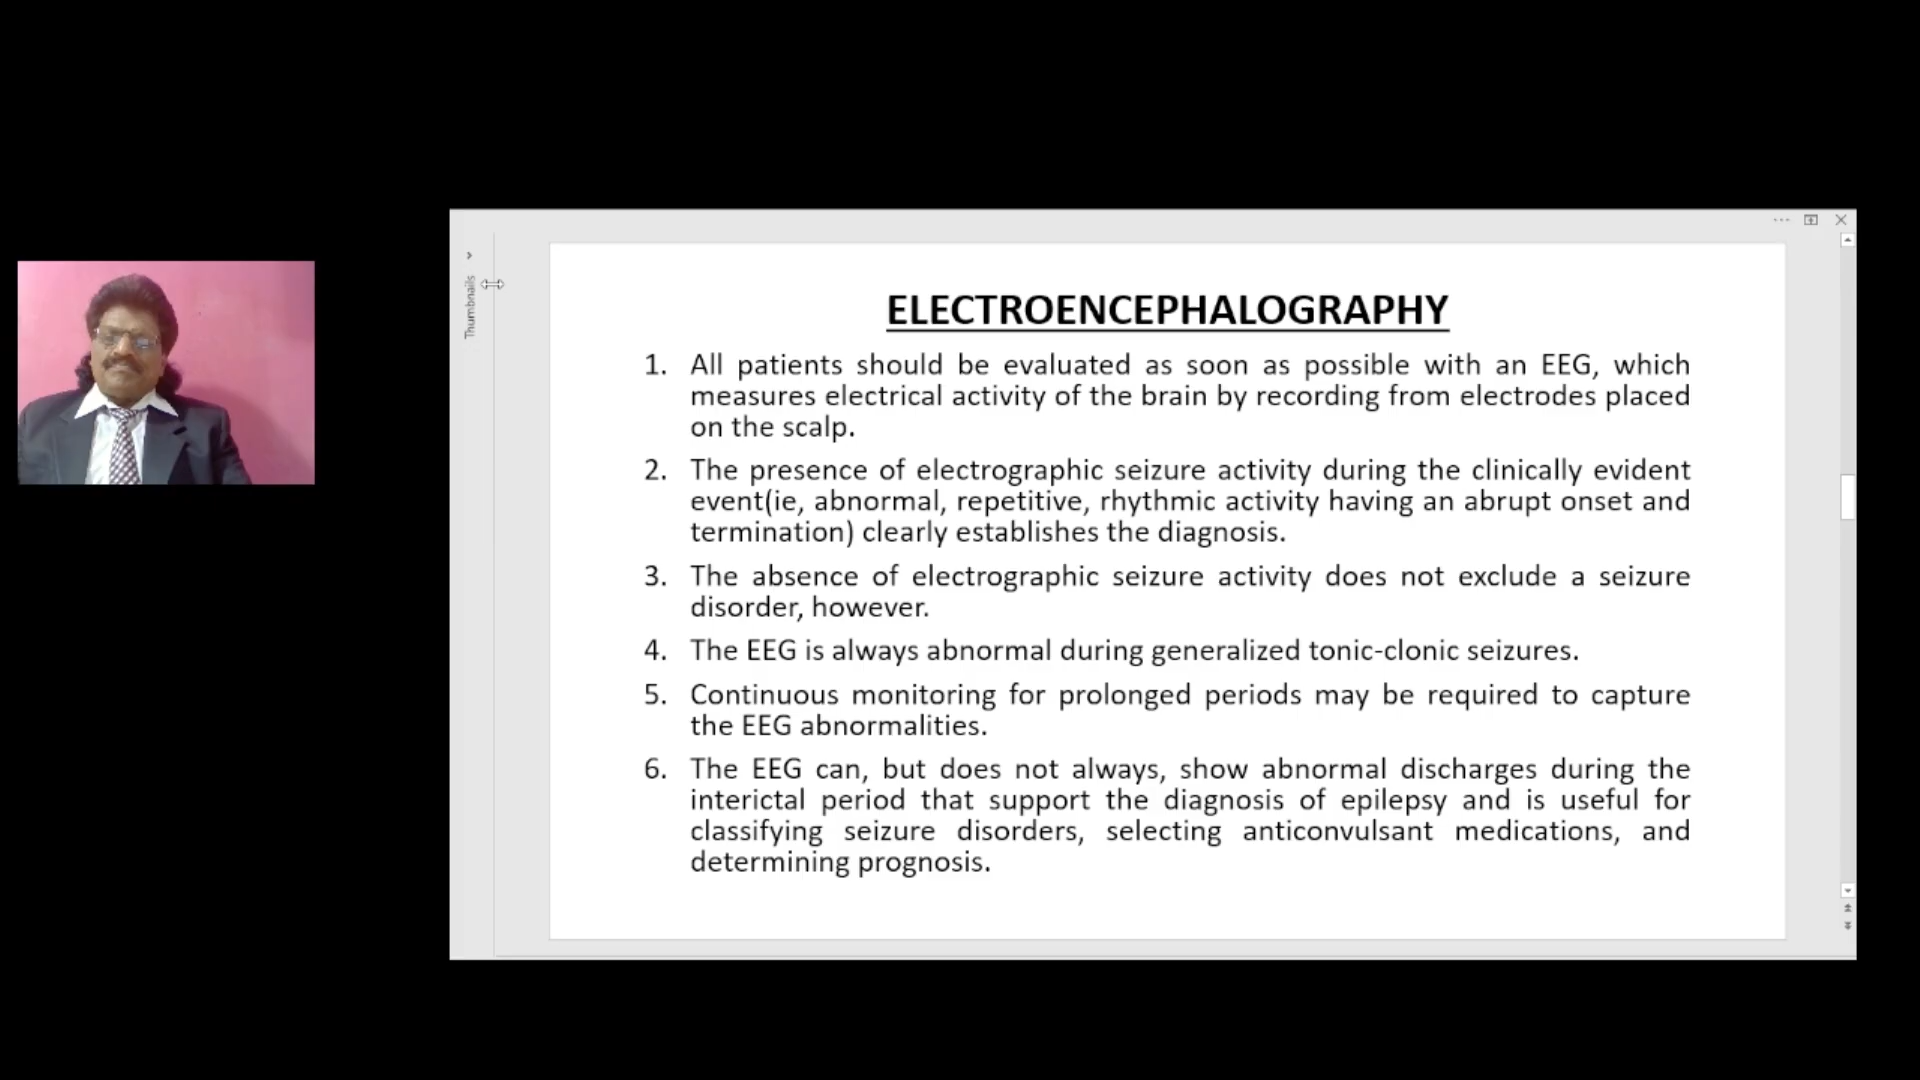 Thumbnails
ELECTROENCEPHALOGRAPHY
1. All patients should be evaluated as soon as possible with an EEG, which
measures electrical activity of the brain by recording from electrodes placed
on the scalp.
2. The presence of electrographic seizure activity during the clinically evident
event(ie, abnormal, repetitive, rhythmic activity having an abrupt onset and
termination) clearly establishes the diagnosis.
3. The absence of electrographic seizure activity does not exclude a seizure
disorder, however.
4. The EEG is always abnormal during generalized tonic-clonic seizures.
5. Continuous monitoring for prolonged periods may be required to capture
the EEG abnormalities.
6. The EEG can, but does not always, show abnormal discharges during the
interictal period that support the diagnosis of epilepsy and is useful for
classifying seizure disorders, selecting anticonvulsant medications, and
determining prognosis.